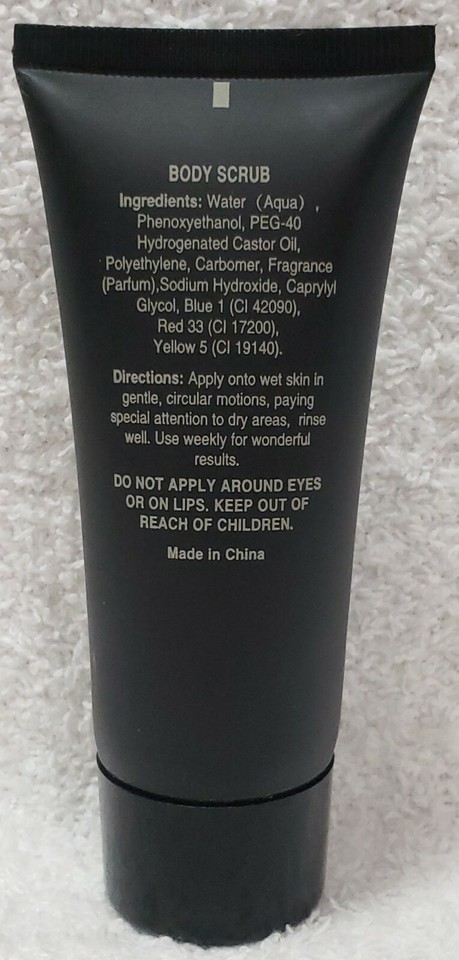 BODY SCRUB
Ingredients: Water (Aqua) ,
Phenoxyethanol, PEG-40
Hydrogenated Castor Oil,
Polyethylene, Carbomer, Fragrance
(Parfum),Sodium Hydroxide, Caprylyl
Glycol, Blue 1 (CI 42090),
Red 33 (CI 17200),
Yellow 5 (CI 19140).
Directions: Apply onto wet skin in
gentle, circular motions, paying
special attention to dry areas, rinse
well. Use weekly for wonderful
results.
DO NOT APPLY AROUND EYES
OR ON LIPS. KEEP OUT OF
REACH OF CHILDREN.
Made in China